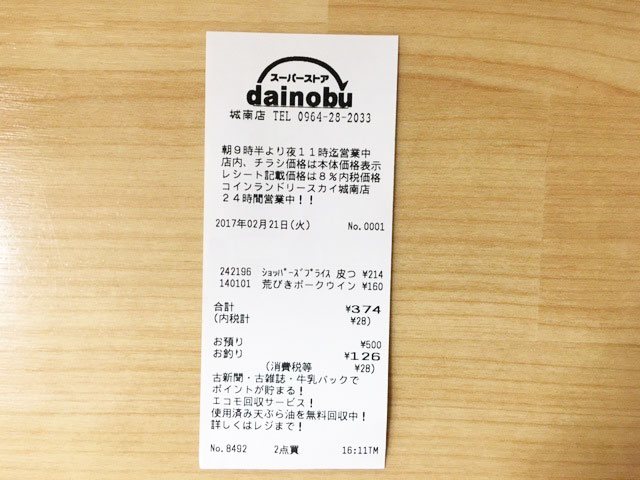 スーパーストア
dainobu
城南店 TEL 0964-28-2033
朝9時半より夜11時迄営業中
店内、チラシ価格は本体価格表示
レシート記載価格は8%内税価格
コインランドリースカイ城南店
24時間営業中!!
2017年02月21日(火) No.0001
242196 ショッパーズプライス 皮つ ¥214
140101 荒びきポークウイン ¥160
合計 ¥374
(内税計 ¥28)
お預り ¥500
お釣り ¥126
(消費税等 ¥28)
古新聞・古雑誌・牛乳パックで
ポイントが貯まる!
エコモ回収サービス!
使用済み天ぷら油を無料回収中!
詳しくはレジまで!
No.8492 2点買 16:11TM